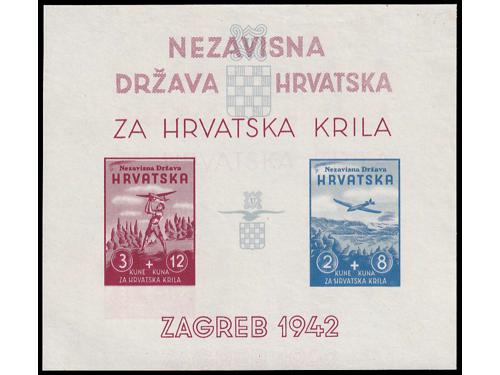 NEZAVISNA
DRŽAVA HRVATSKA
ZA HRVATSKA KRILA
Nezavisna Država
HRVATSKA
3 + 12
KUNE KUNA
ZA HRVATSKA KRILA
Nezavisna Država
HRVATSKA
2 + 8
KUNE KUNA
ZA HRVATSKA KRILA
ZAGREB 1942